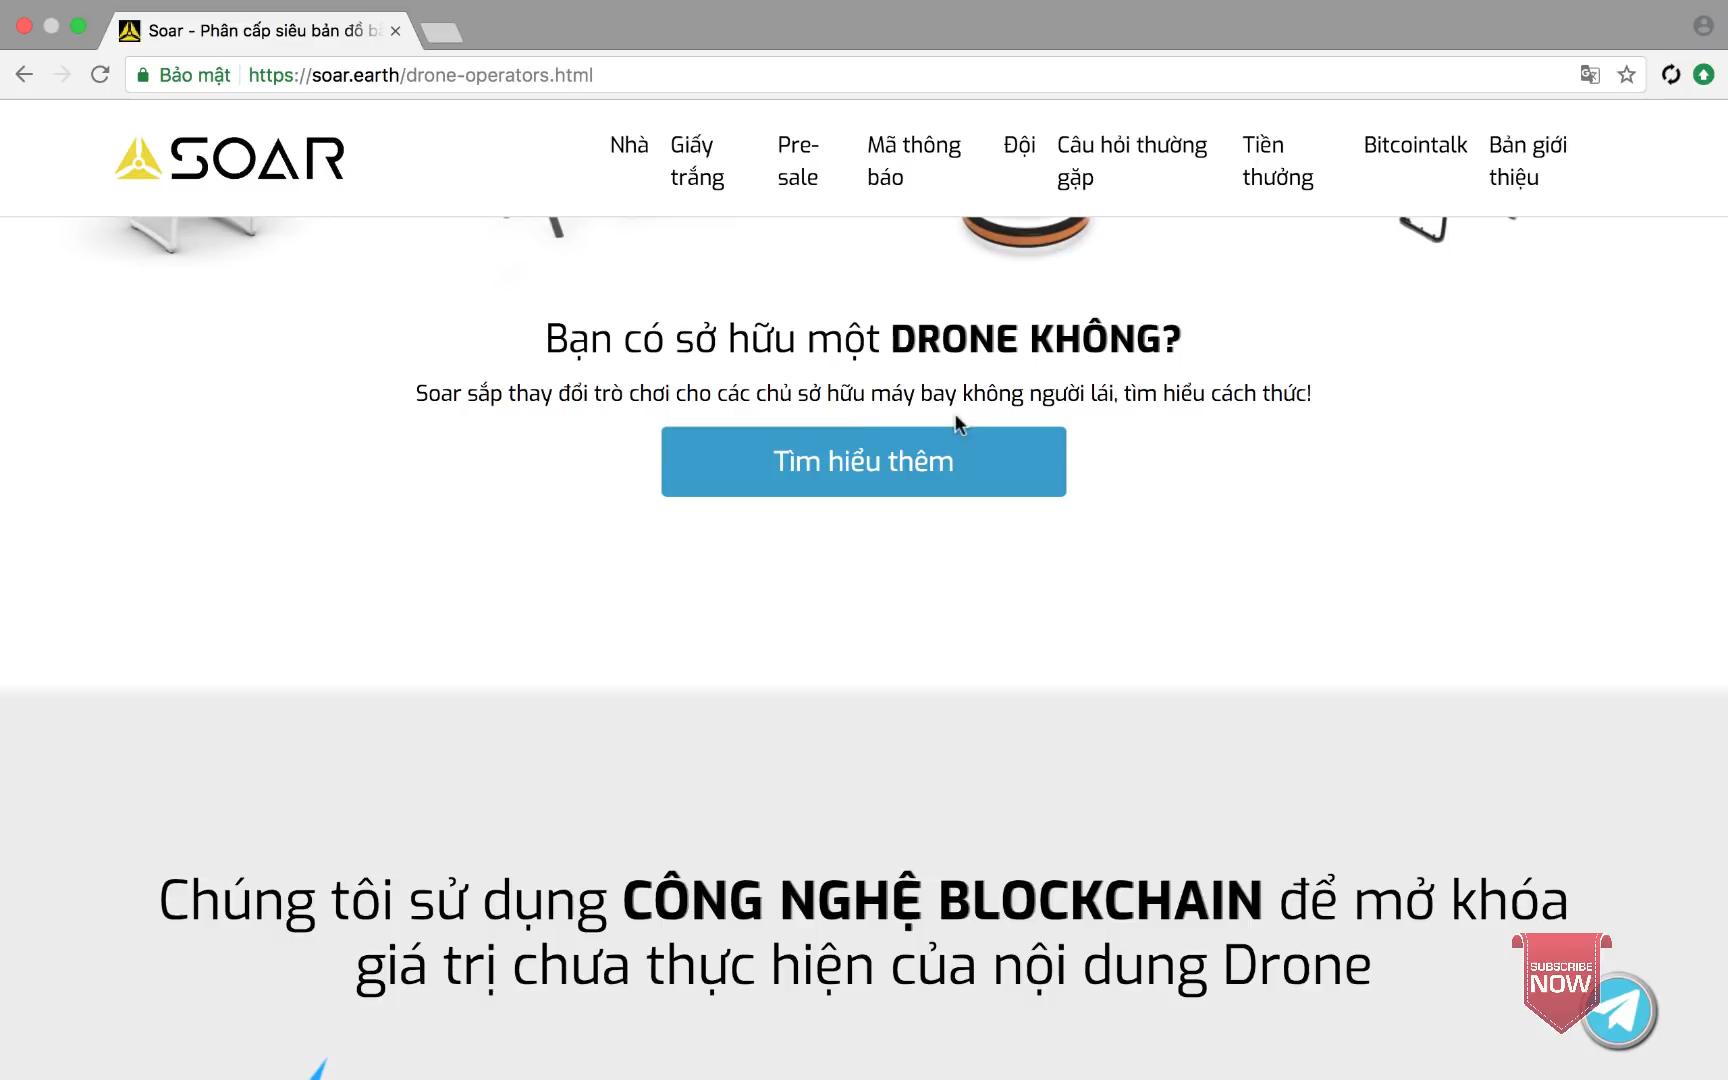 Soar - Phân cấp siêu bản đồ
Bảo mật https://soar.earth/drone-operators.html
SOAR
Nhà Giấy Pre- Mã thông Đội Câu hỏi thường Tiền Bitcointalk Bản giới
trắng sale báo gặp thưởng thiệu
Bạn có sở hữu một DRONE KHÔNG?
Soar sắp thay đổi trò chơi cho các chủ sở hữu máy bay không người lái, tìm hiểu cách thức!
Tìm hiểu thêm
Chúng tôi sử dụng CÔNG NGHỆ BLOCKCHAIN để mở khóa
giá trị chưa thực hiện của nội dung Drone
SUBSCRIBE
NOW